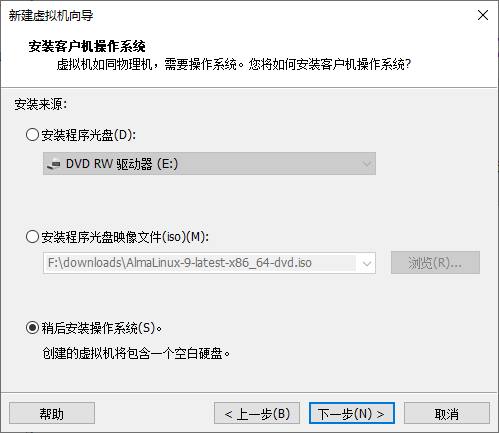 新建虚拟机向导
安装客户机操作系统
虚拟机如同物理机，需要操作系统。您将如何安装客户机操作系统?
安装来源:
安装程序光盘(D):
DVD RW 驱动器 (E:)
安装程序光盘映像文件(iso)(M):
F:\downloads\AlmaLinux-9-latest-x86_64-dvd.iso
浏览(R)...
稍后安装操作系统(S)。
创建的虚拟机将包含一个空白硬盘。
帮助
< 上一步(B)
下一步(N) >
取消